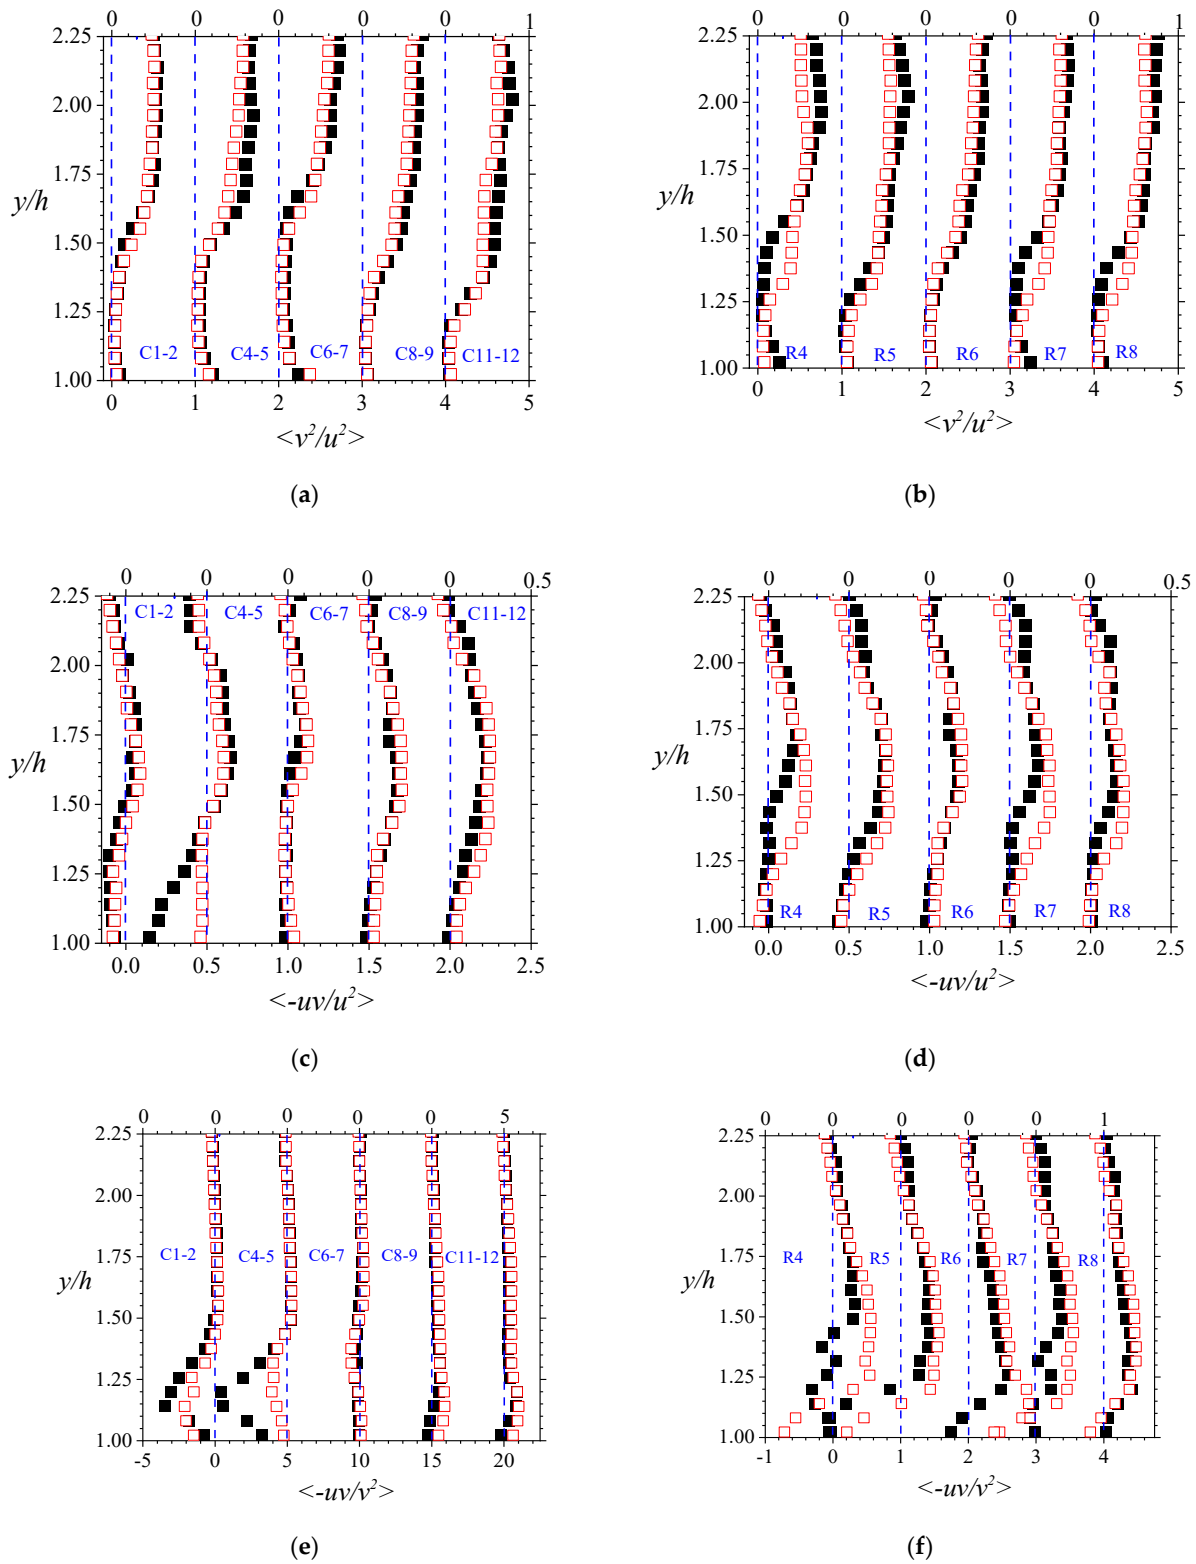 0 0 0 0 0 1
2.25
2.00
1.75
y/h
1.50
1.25
C1-2 C4-5 C6-7 C8-9 C11-12
1.00
0 1 2 3 4 5
<v²/u²>
(a)
0 0 0 0 0 1
2.25
2.00
1.75
y/h
1.50
1.25
R4 R5 R6 R7 R8
1.00
0 1 2 3 4 5
<v²/u²>
(b)
0 0 0 0 0 0.5
2.25
C1-2 C4-5 C6-7 C8-9 C11-12
2.00
1.75
y/h
1.50
1.25
1.00
0.0 0.5 1.0 1.5 2.0 2.5
<-uv/u²>
(c)
0 0 0 0 0 0.5
2.25
2.00
1.75
y/h
1.50
1.25
R4 R5 R6 R7 R8
1.00
0.0 0.5 1.0 1.5 2.0 2.5
<-uv/u²>
(d)
0 0 0 0 0 5
2.25
2.00
1.75
C1-2 C4-5 C6-7 C8-9 C11-12
y/h
1.50
1.25
1.00
-5 0 5 10 15 20
<-uv/v²>
(e)
0 0 0 0 0 1
2.25
2.00
1.75
R4 R5 R6 R7 R8
y/h
1.50
1.25
1.00
-1 0 1 2 3 4
<-uv/v²>
(f)